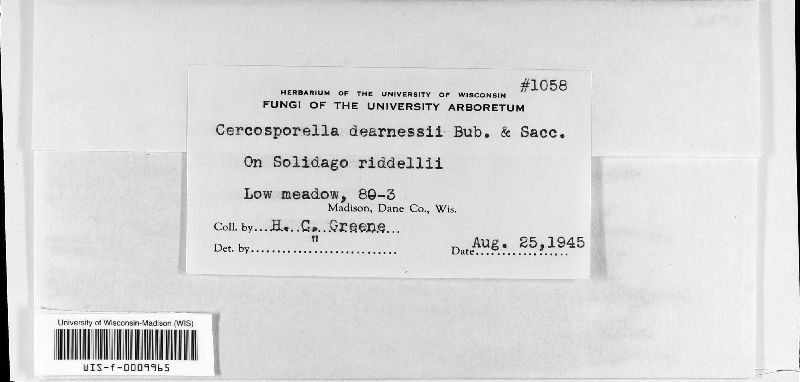 #1058
HERBARIUM OF THE UNIVERSITY OF WISCONSIN
FUNGI OF THE UNIVERSITY ARBORETUM
Cercosporella dearnessii Bub. & Sacc.
On Solidago riddellii
Low meadow, 80-3
Madison, Dane Co., Wis.
Coll. by...H. C. Greene...
Det. by.... " ....
Date Aug. 25,1945
University of Wisconsin-Madison (WIS)
WIS-f-0009965